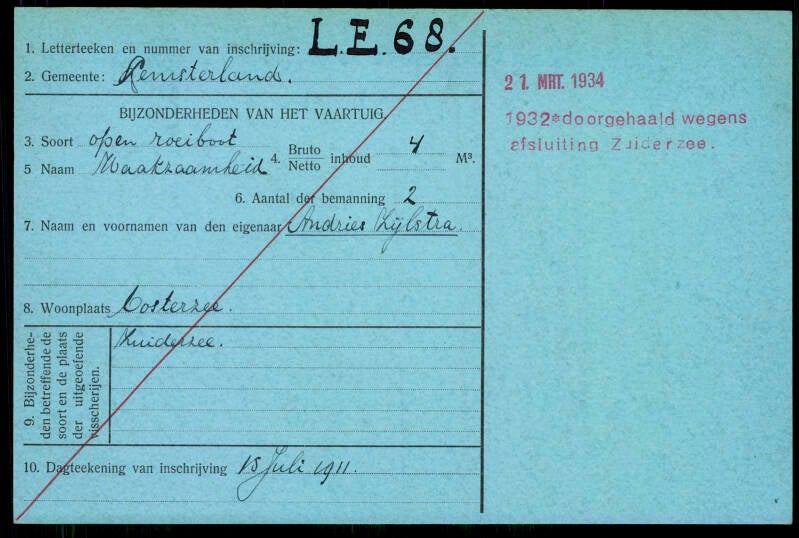 1. Letterteeken en nummer van inschrijving: L.E. 68.
2. Gemeente: Lemsterland.
BIJZONDERHEDEN VAN HET VAARTUIG.
3. Soort open roeiboot
4. Bruto Netto inhoud 4 M³.
5 Naam Waakzaamheid
6. Aantal der bemanning 2
7. Naam en voornamen van den eigenaar Andries Zijlstra.
8. Woonplaats Oosterzee.
9. Bijzonderhe-
den betreffende de
soort en de plaats
der uitgeoefende
visscherijen.
Zuiderzee.
10. Dagteekening van inschrijving 15 Juli 1911.
21. MRT. 1934
1932*doorgehaald wegens
afsluiting Zuiderzee.